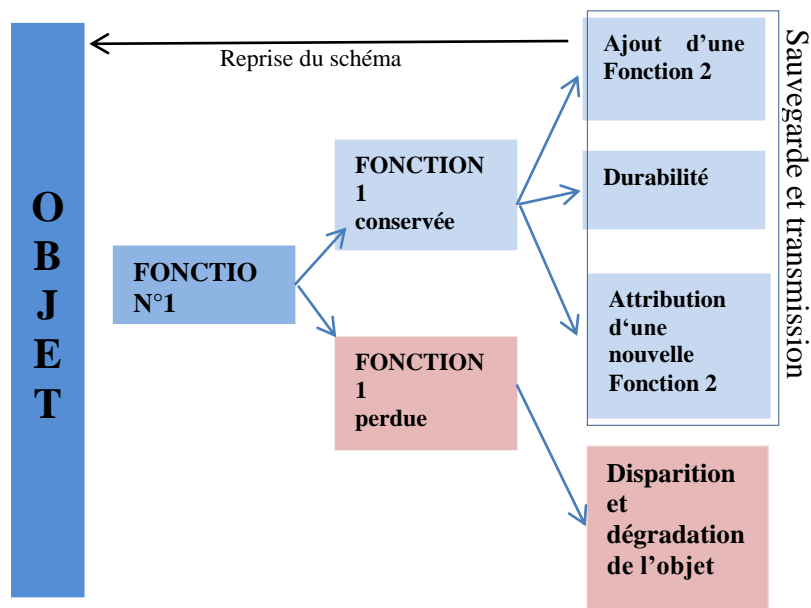 O
B
J
E
T
Reprise du schéma
FONCTIO
N°1
FONCTION
1
conservée
FONCTION
1
perdue
Ajout d’une
Fonction 2
Durabilité
Attribution
d‘une
nouvelle
Fonction 2
Disparition
et
dégradation
de l’objet
Sauvegarde et transmission